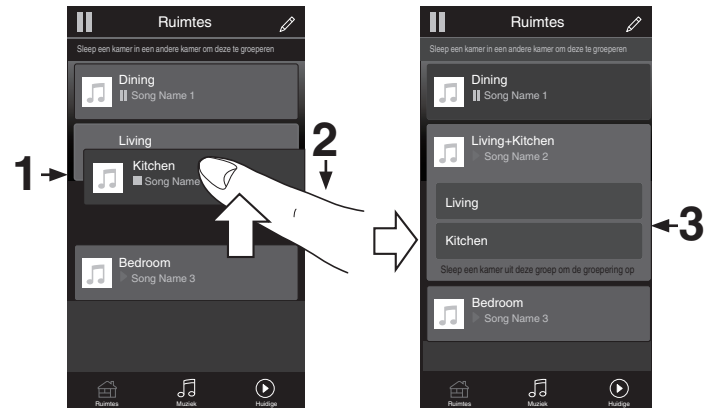 Ruimtes
Sleep een kamer in een andere kamer om deze te groeperen
Dining
Song Name 1
Living
Kitchen
Song Name
Bedroom
Song Name 3
Ruimtes
Muziek
Huidige
1
2
Ruimtes
Sleep een kamer in een andere kamer om deze te groeperen
Dining
Song Name 1
Living+Kitchen
Song Name 2
Living
Kitchen
Sleep een kamer uit deze groep om de groepering op
Bedroom
Song Name 3
Ruimtes
Muziek
Huidige
3